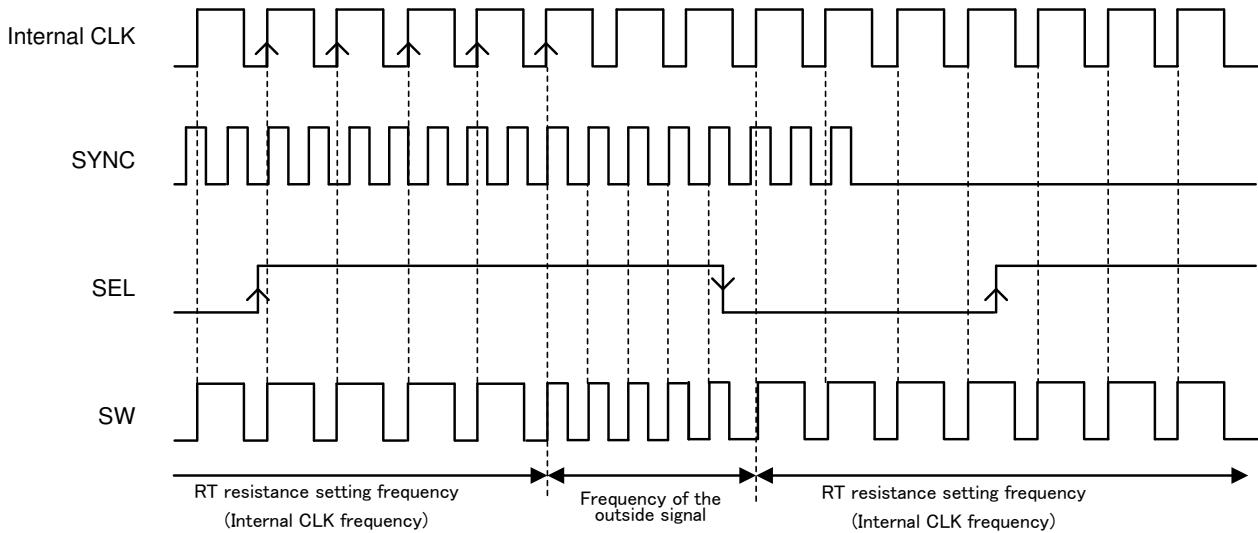 Internal CLK
SYNC
SEL
SW
RT resistance setting frequency
(Internal CLK frequency)
Frequency of the
outside signal
RT resistance setting frequency
(Internal CLK frequency)